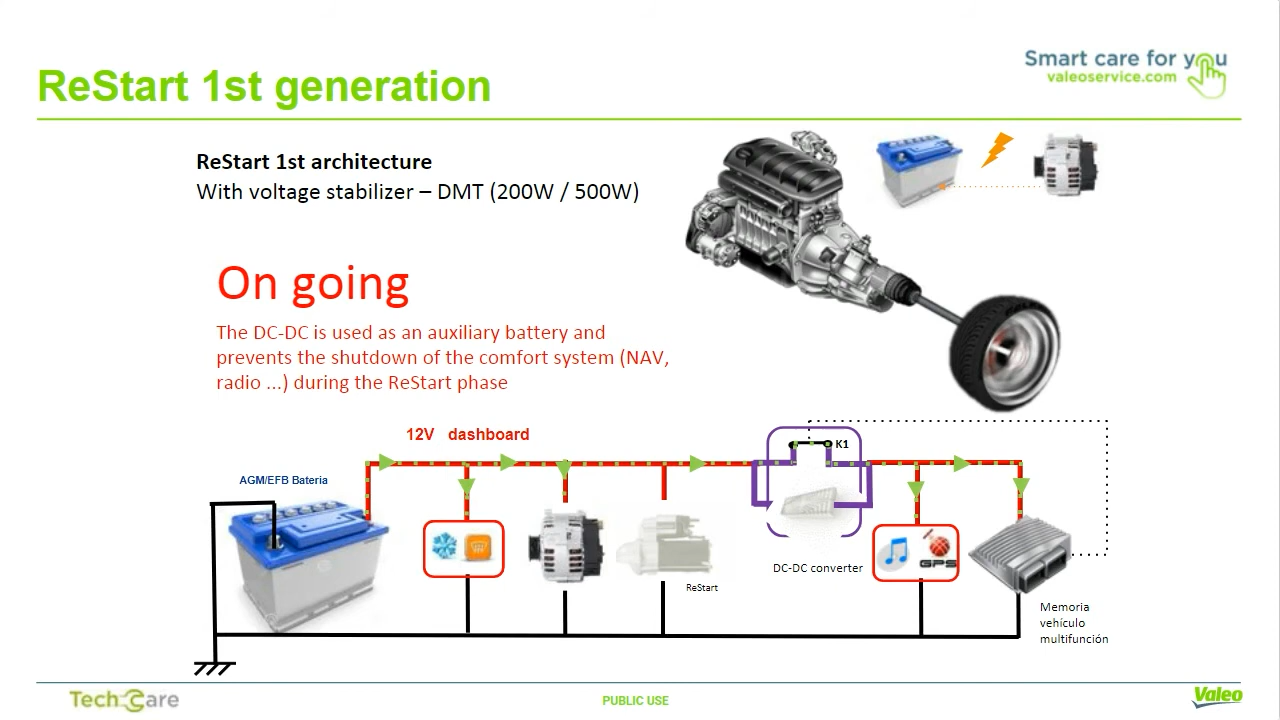 Smart care for you
valeoservice.com
ReStart 1st generation
ReStart 1st architecture
With voltage stabilizer – DMT (200W / 500W)
On going
The DC-DC is used as an auxiliary battery and
prevents the shutdown of the comfort system (NAV,
radio ...) during the ReStart phase
12V dashboard
K1
AGM/EFB Bateria
GPS
DC-DC converter
ReStart
Memoria
vehículo
multifunción
Tech Care
PUBLIC USE
Valeo